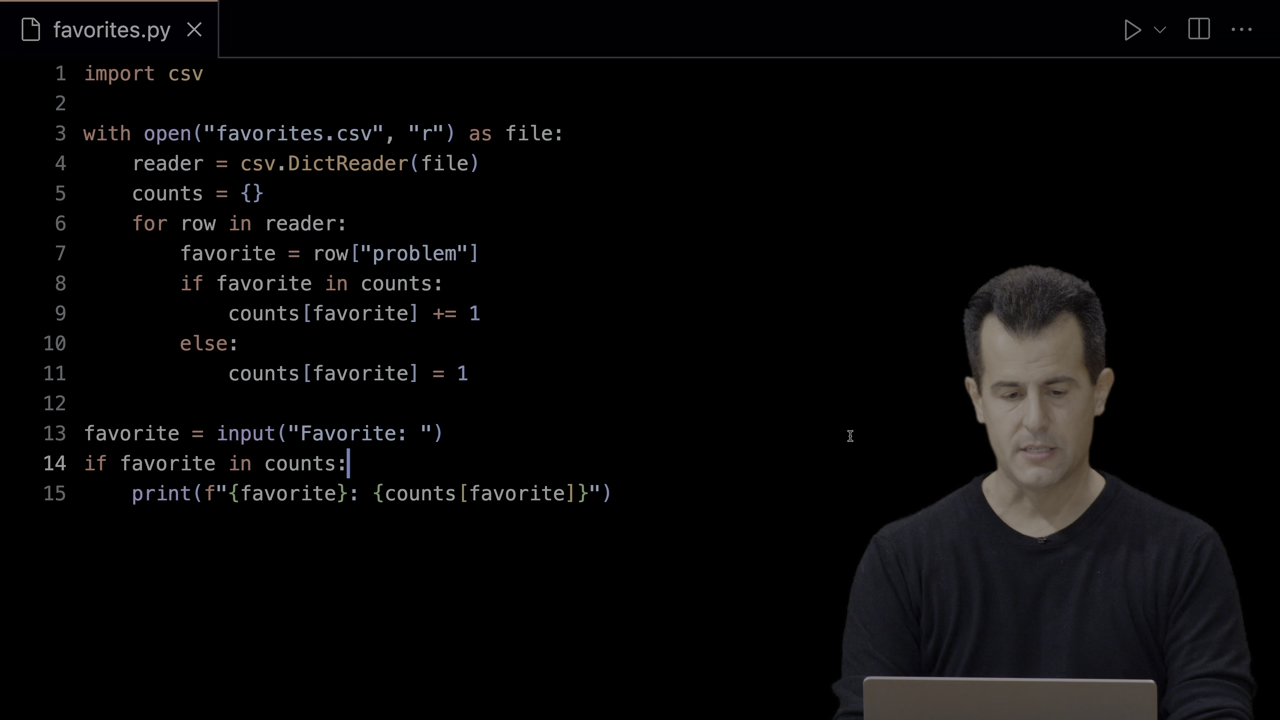 favorites.py
1 import csv
2
3 with open("favorites.csv", "r") as file:
4     reader = csv.DictReader(file)
5     counts = {}
6     for row in reader:
7         favorite = row["problem"]
8         if favorite in counts:
9             counts[favorite] += 1
10         else:
11             counts[favorite] = 1
12
13 favorite = input("Favorite: ")
14 if favorite in counts:
15     print(f"{favorite}: {counts[favorite]}")